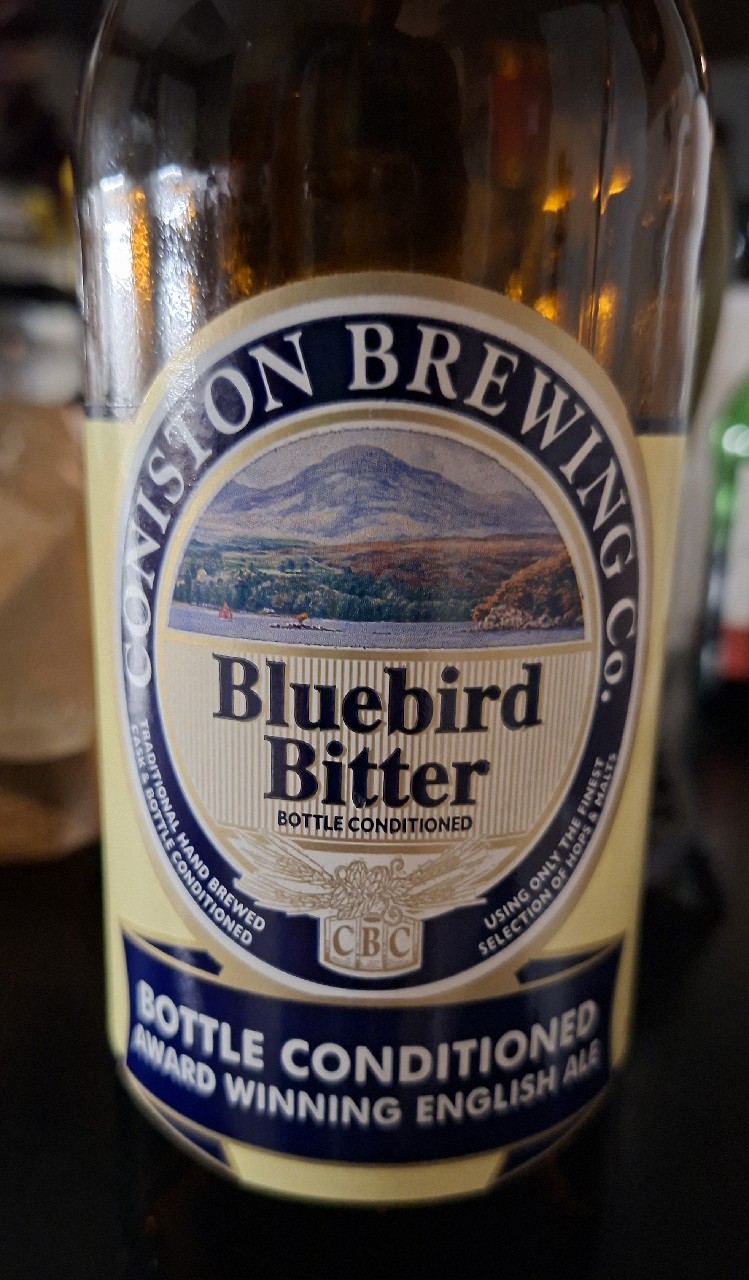 CONISTON BREWING Co.
Bluebird
Bitter
BOTTLE CONDITIONED
TRADITIONAL HAND BREWED
CASK & BOTTLE CONDITIONED
USING ONLY THE FINEST
SELECTION OF HOPS & MALTS
CBC
BOTTLE CONDITIONED
AWARD WINNING ENGLISH ALE